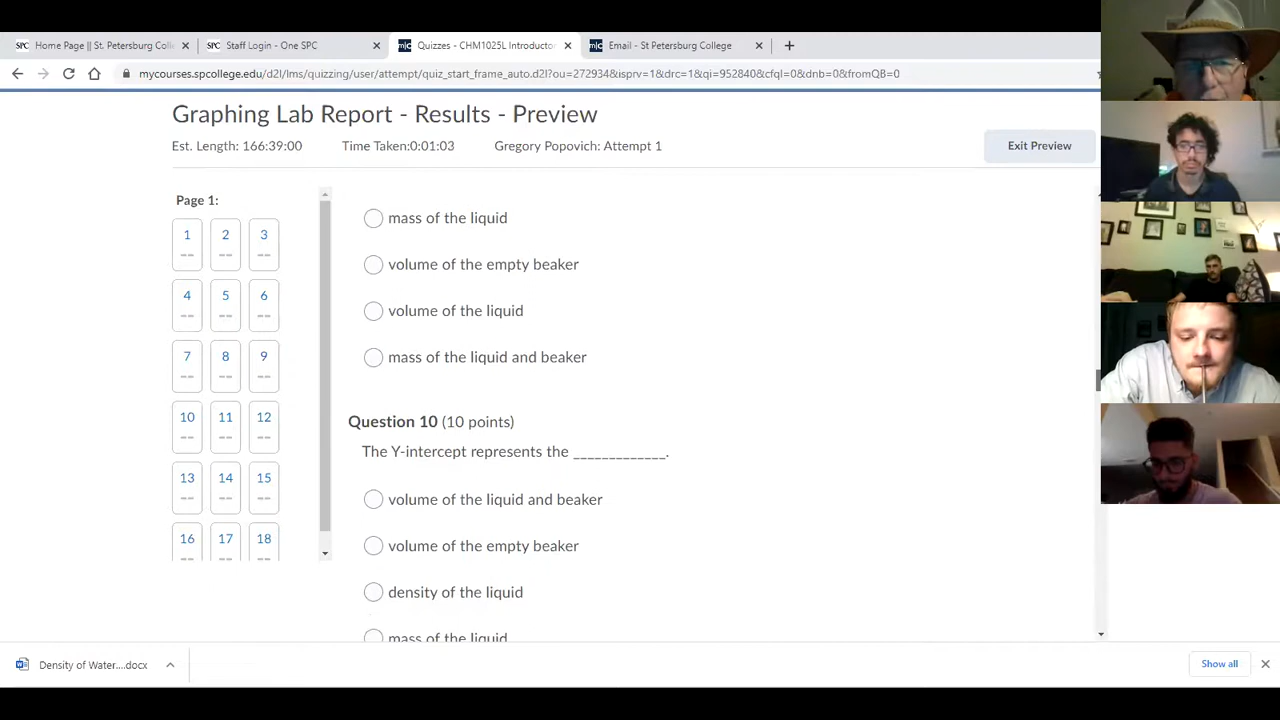 SPC Home Page || St. Petersburg Coll
SPC Staff Login - One SPC
m|c Quizzes - CHM1025L Introductor
m|c Email - St Petersburg College
mycourses.spcollege.edu/d2l/lms/quizzing/user/attempt/quiz_start_frame_auto.d2l?ou=272934&isprv=1&drc=1&qi=952840&cfql=0&dnb=0&fromQB=0
Graphing Lab Report - Results - Preview
Est. Length: 166:39:00 Time Taken:0:01:03 Gregory Popovich: Attempt 1
Exit Preview
Page 1:
1 2 3
-- -- --
4 5 6
-- -- --
7 8 9
-- -- --
10 11 12
-- -- --
13 14 15
-- -- --
16 17 18
mass of the liquid
volume of the empty beaker
volume of the liquid
mass of the liquid and beaker
Question 10 (10 points)
The Y-intercept represents the _____________.
volume of the liquid and beaker
volume of the empty beaker
density of the liquid
mass of the liquid
Density of Water....docx
Show all